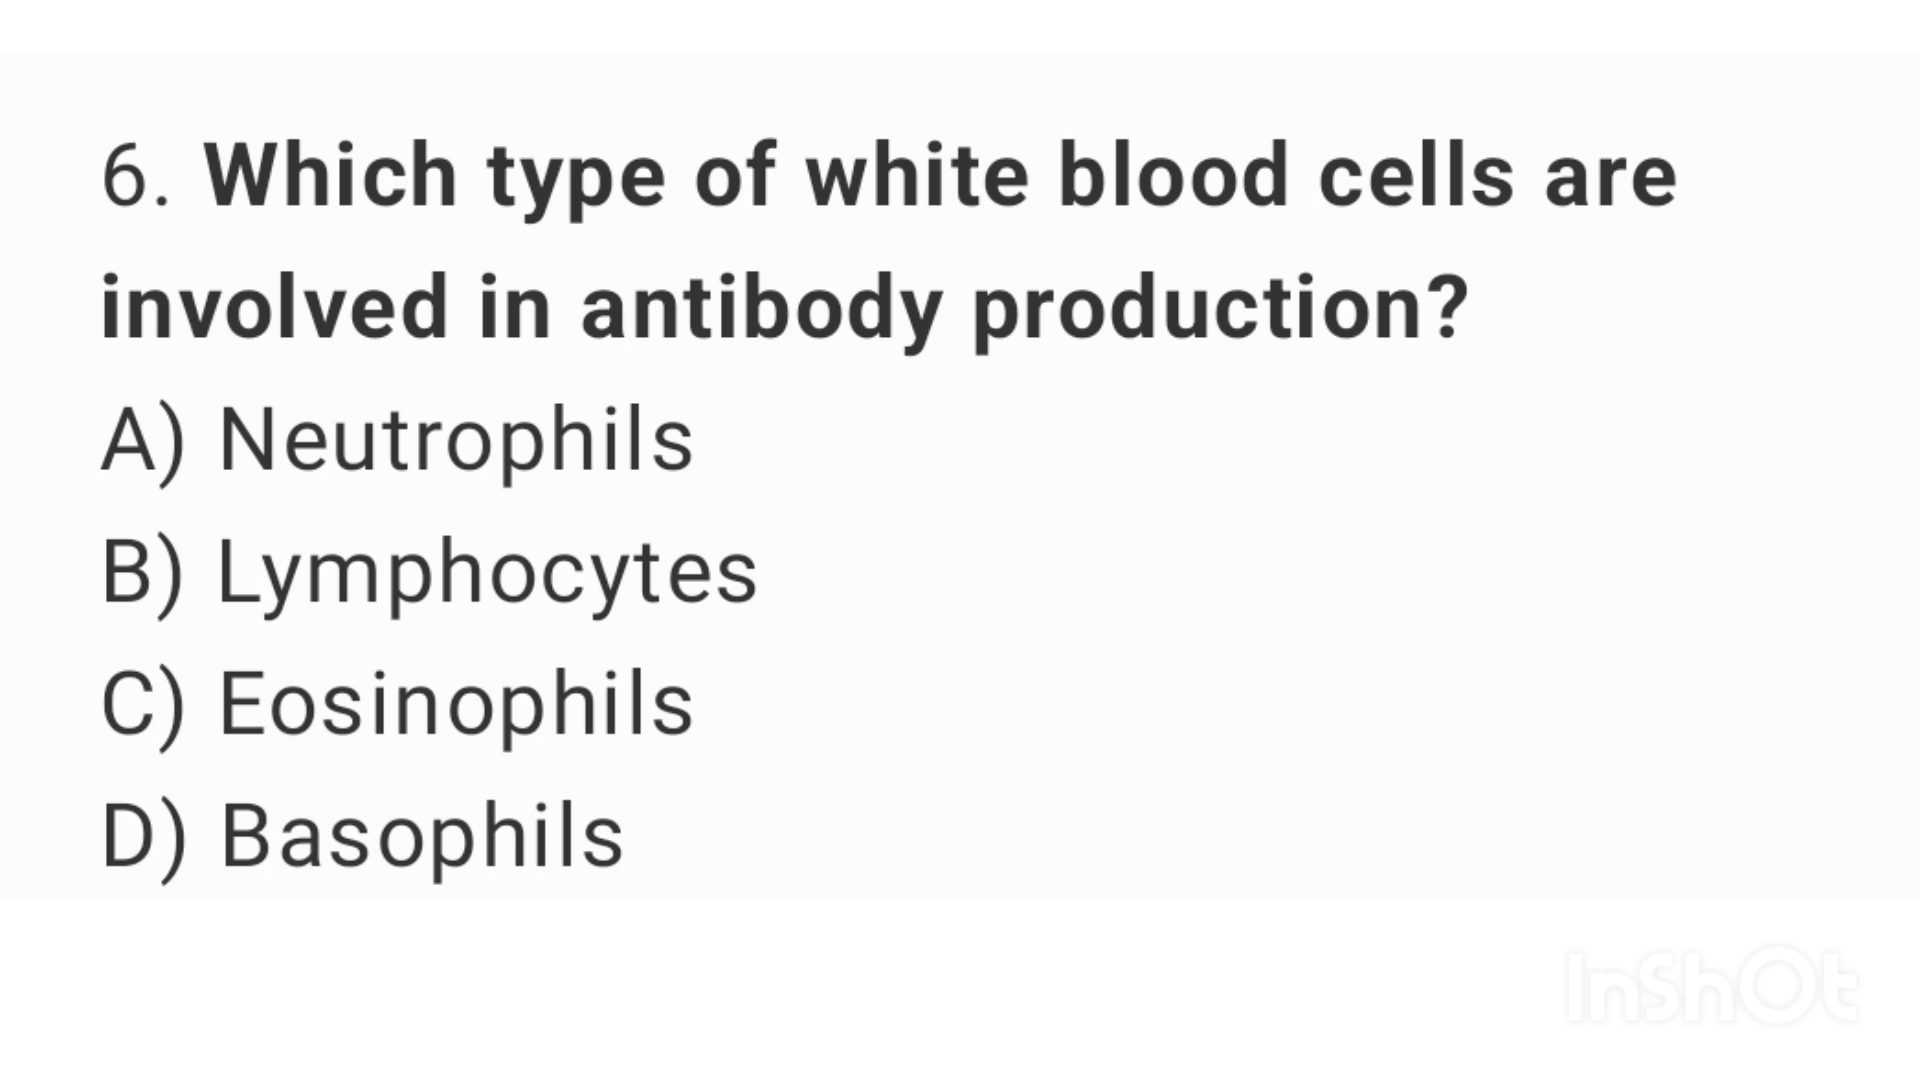 6. Which type of white blood cells are
involved in antibody production?
A) Neutrophils
B) Lymphocytes
C) Eosinophils
D) Basophils
InShOt